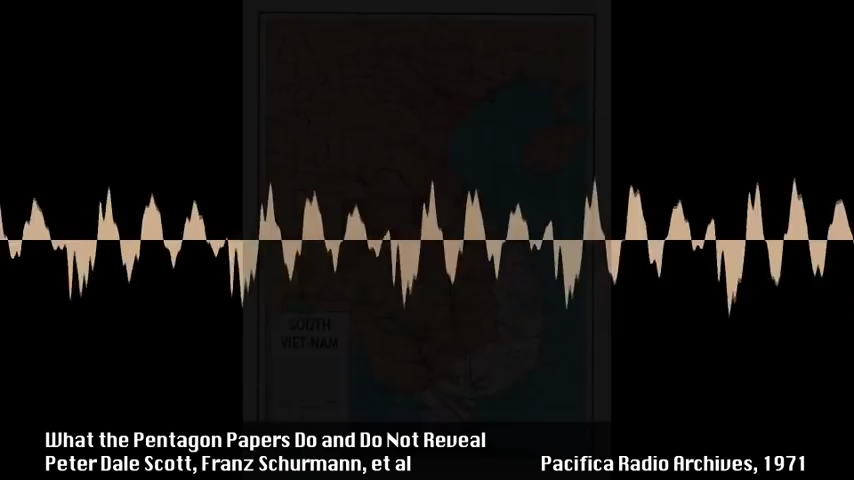 SOUTH
VIET-NAM
What the Pentagon Papers Do and Do Not Reveal
Peter Dale Scott, Franz Schurmann, et al
Pacifica Radio Archives, 1971